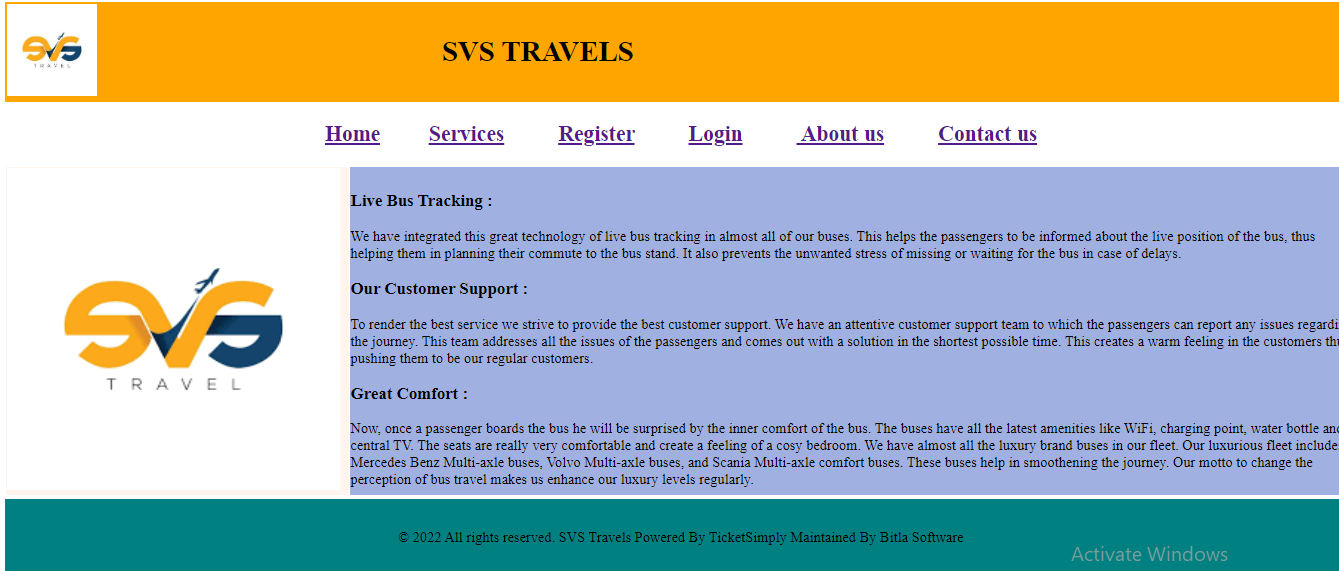 SVS
TRAVEL
SVS TRAVELS
Home Services Register Login About us Contact us
SVS
TRAVEL
Live Bus Tracking :
We have integrated this great technology of live bus tracking in almost all of our buses. This helps the passengers to be informed about the live position of the bus, thus
helping them in planning their commute to the bus stand. It also prevents the unwanted stress of missing or waiting for the bus in case of delays.
Our Customer Support :
To render the best service we strive to provide the best customer support. We have an attentive customer support team to which the passengers can report any issues regardi
the journey. This team addresses all the issues of the passengers and comes out with a solution in the shortest possible time. This creates a warm feeling in the customers thu
pushing them to be our regular customers.
Great Comfort :
Now, once a passenger boards the bus he will be surprised by the inner comfort of the bus. The buses have all the latest amenities like WiFi, charging point, water bottle and
central TV. The seats are really very comfortable and create a feeling of a cosy bedroom. We have almost all the luxury brand buses in our fleet. Our luxurious fleet includes
Mercedes Benz Multi-axle buses, Volvo Multi-axle buses, and Scania Multi-axle comfort buses. These buses help in smoothening the journey. Our motto to change the
perception of bus travel makes us enhance our luxury levels regularly.
© 2022 All rights reserved. SVS Travels Powered By TicketSimply Maintained By Bitla Software
Activate Windows